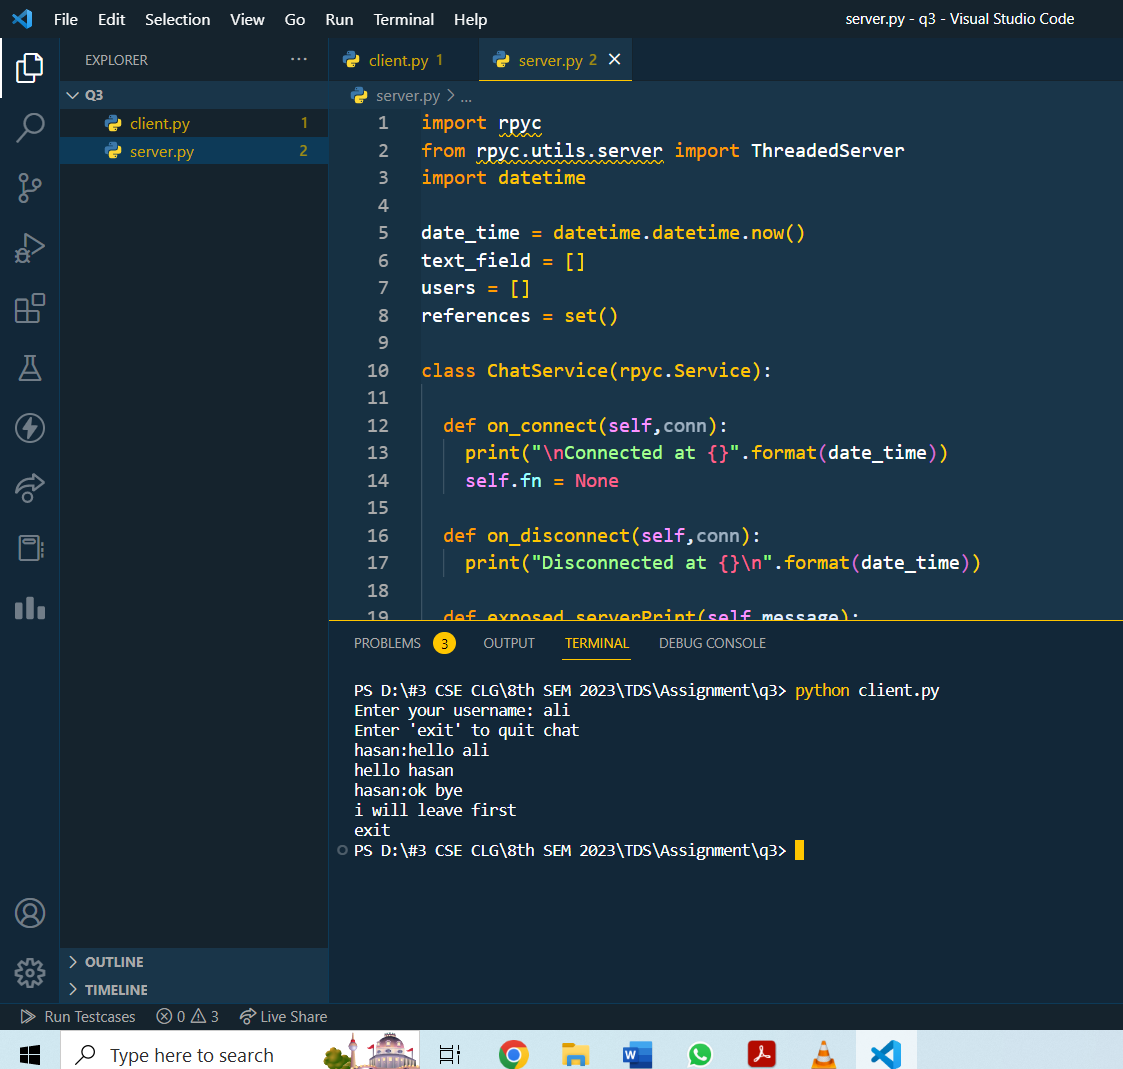 File Edit Selection View Go Run Terminal Help server.py - q3 - Visual Studio Code
EXPLORER ... client.py 1 server.py 2
Q3
client.py 1
server.py 2
server.py > ...
1 import rpyc
2 from rpyc.utils.server import ThreadedServer
3 import datetime
4
5 date_time = datetime.datetime.now()
6 text_field = []
7 users = []
8 references = set()
9
10 class ChatService(rpyc.Service):
11
12 def on_connect(self,conn):
13 print("\nConnected at {}".format(date_time))
14 self.fn = None
15
16 def on_disconnect(self,conn):
17 print("Disconnected at {}\n".format(date_time))
18
19 def exposed_serverPrint(self,message):
PROBLEMS 3 OUTPUT TERMINAL DEBUG CONSOLE
PS D:\#3 CSE CLG\8th SEM 2023\TDS\Assignment\q3> python client.py
Enter your username: ali
Enter 'exit' to quit chat
hasan:hello ali
hello hasan
hasan:ok bye
i will leave first
exit
PS D:\#3 CSE CLG\8th SEM 2023\TDS\Assignment\q3>
OUTLINE
TIMELINE
Run Testcases 0 3 Live Share
Type here to search